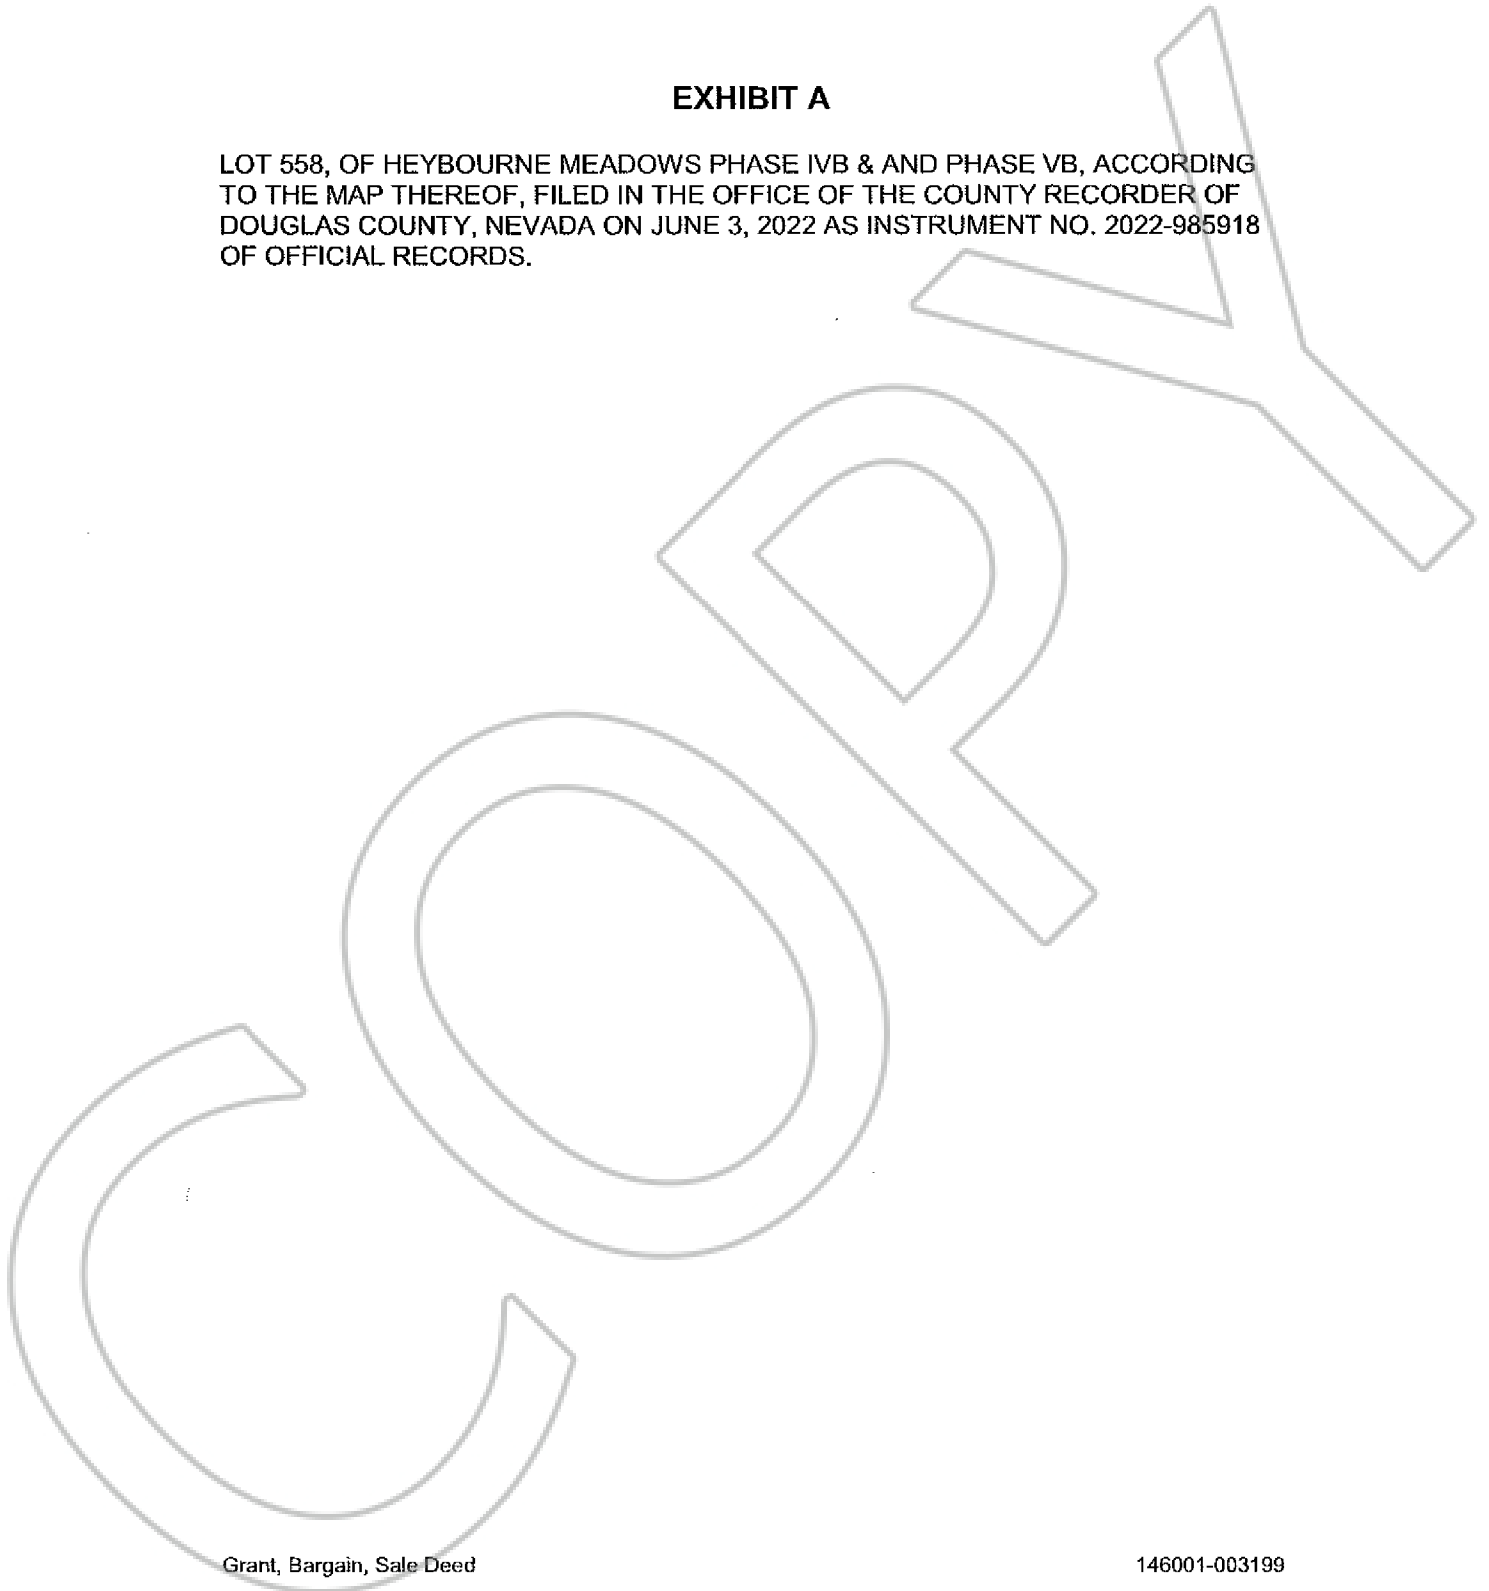 EXHIBIT A
LOT 558, OF HEYBOURNE MEADOWS PHASE IVB & AND PHASE VB, ACCORDING
TO THE MAP THEREOF, FILED IN THE OFFICE OF THE COUNTY RECORDER OF
DOUGLAS COUNTY, NEVADA ON JUNE 3, 2022 AS INSTRUMENT NO. 2022-985918
OF OFFICIAL RECORDS.
COPY
Grant, Bargain, Sale Deed
146001-003199